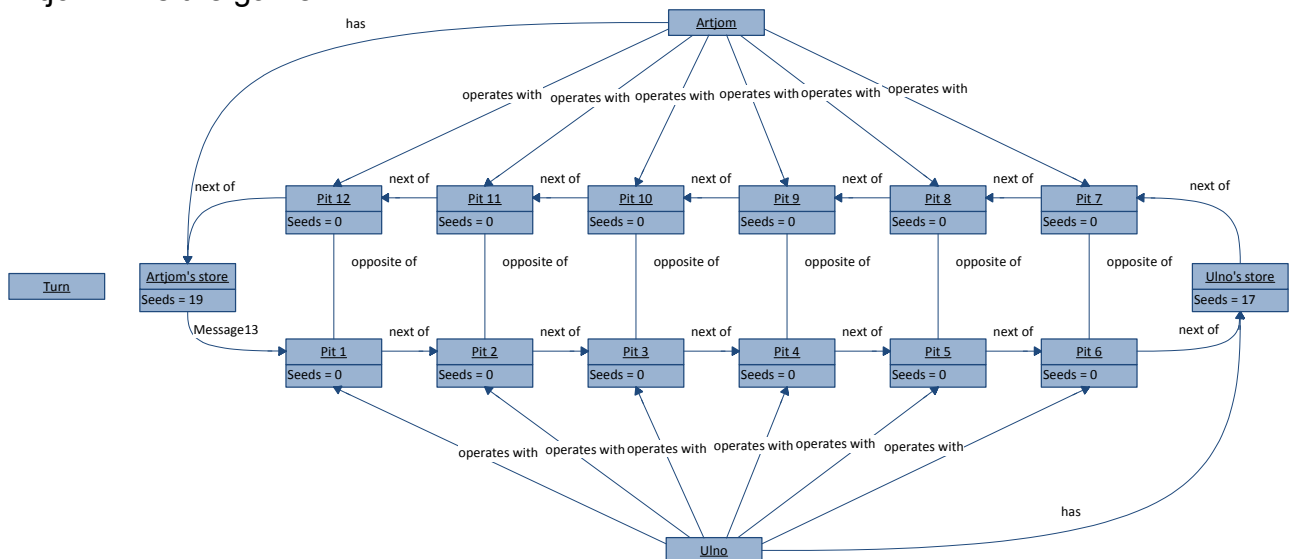 Artjom
has
operates with operates with operates with operates with operates with operates with
next of next of next of next of next of next of next of
Pit 12 Pit 11 Pit 10 Pit 9 Pit 8 Pit 7
Seeds = 0 Seeds = 0 Seeds = 0 Seeds = 0 Seeds = 0 Seeds = 0
opposite of opposite of opposite of opposite of opposite of opposite of
Turn
Artjom's store
Seeds = 19
Ulno's store
Seeds = 17
Message13 next of next of next of next of next of next of
Pit 1 Pit 2 Pit 3 Pit 4 Pit 5 Pit 6
Seeds = 0 Seeds = 0 Seeds = 0 Seeds = 0 Seeds = 0 Seeds = 0
operates with operates with operates with operates with operates with operates with
has
Ulno